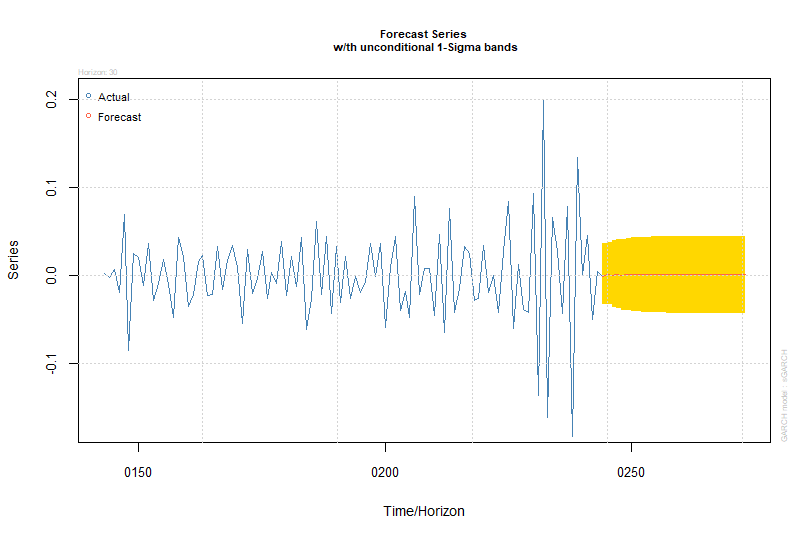 Forecast Series
w/th unconditional 1-Sigma bands
Horizon: 30
Actual
Forecast
0.2
0.1
0.0
-0.1
Series
0150
0200
0250
Time/Horizon
GARCH model : sGARCH